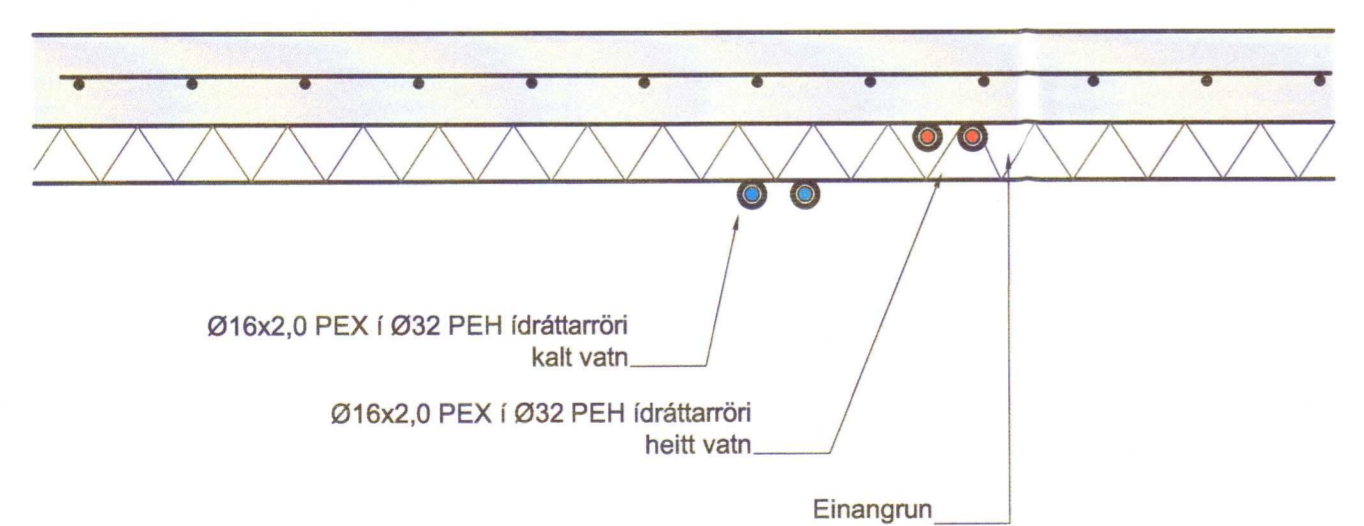 Ø16x2,0 PEX í Ø32 PEH ídráttarröri
kalt vatn
Ø16x2,0 PEX í Ø32 PEH ídráttarröri
heitt vatn
Einangrun